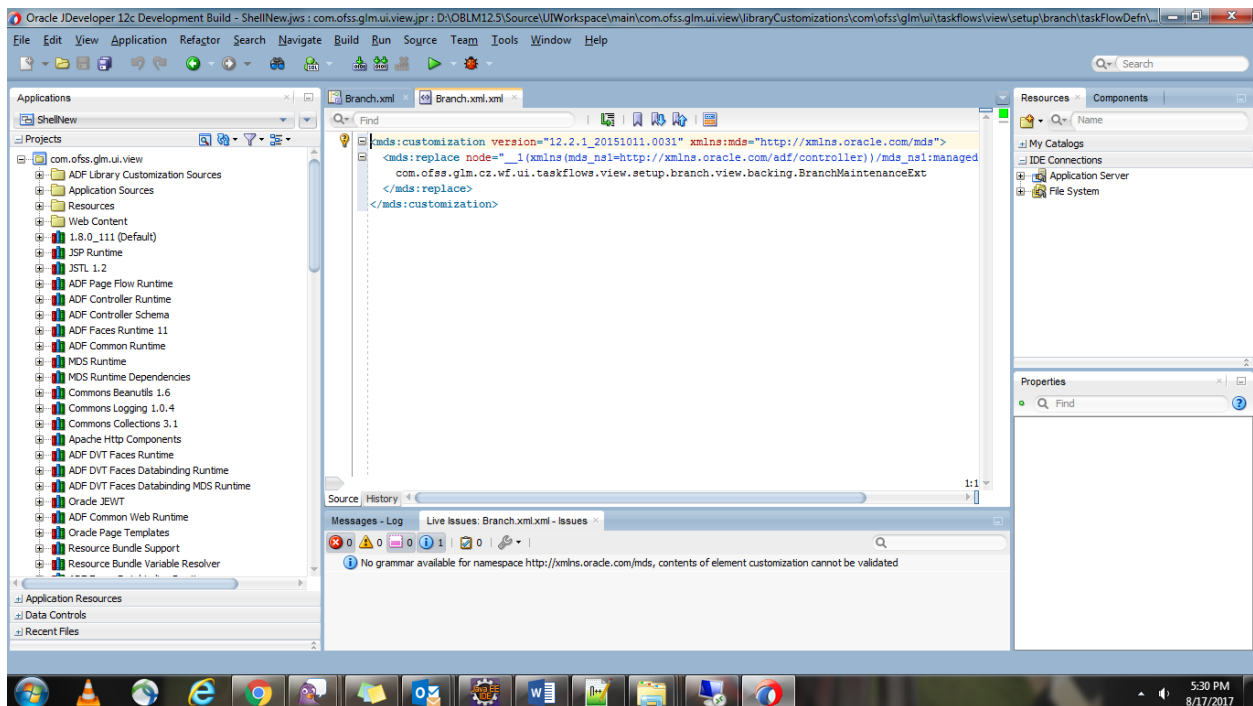 Oracle JDeveloper 12c Development Build - ShellNew.jws : com.ofss.glm.ui.view.jpr : D:\OBLM12.5\Source\UIWorkspace\main\com.ofss.glm.ui.view\libraryCustomizations\com\ofss\glm\ui\taskflows\view\setup\branch\taskFlowDefn\...
File Edit View Application Refactor Search Navigate Build Run Source Team Tools Window Help
Search
Applications
ShellNew
Projects
com.ofss.glm.ui.view
ADF Library Customization Sources
Application Sources
Resources
Web Content
1.8.0_111 (Default)
JSP Runtime
JSTL 1.2
ADF Page Flow Runtime
ADF Controller Runtime
ADF Controller Schema
ADF Faces Runtime 11
ADF Common Runtime
MDS Runtime
MDS Runtime Dependencies
Commons Beanutils 1.6
Commons Logging 1.0.4
Commons Collections 3.1
Apache Http Components
ADF DVT Faces Runtime
ADF DVT Faces Databinding Runtime
ADF DVT Faces Databinding MDS Runtime
Oracle JEWT
ADF Common Web Runtime
Oracle Page Templates
Resource Bundle Support
Resource Bundle Variable Resolver
Application Resources
Data Controls
Recent Files
Branch.xml
Branch.xml.xml
Find
<mds:customization version="12.2.1_20151011.0031" xmlns:mds="http://xmlns.oracle.com/mds">
<mds:replace node="__1(xmlns(mds_ns1=http://xmlns.oracle.com/adf/controller))/mds_ns1:managed
com.ofss.glm.cz.wf.ui.taskflows.view.setup.branch.view.backing.BranchMaintenanceExt
</mds:replace>
</mds:customization>
1:1
Source History
Messages - Log
Live Issues: Branch.xml.xml - Issues
0 0 0 1 0
No grammar available for namespace http://xmlns.oracle.com/mds, contents of element customization cannot be validated
Resources
Components
Name
My Catalogs
IDE Connections
Application Server
File System
Properties
Find
Java EE
IDE
5:30 PM
8/17/2017